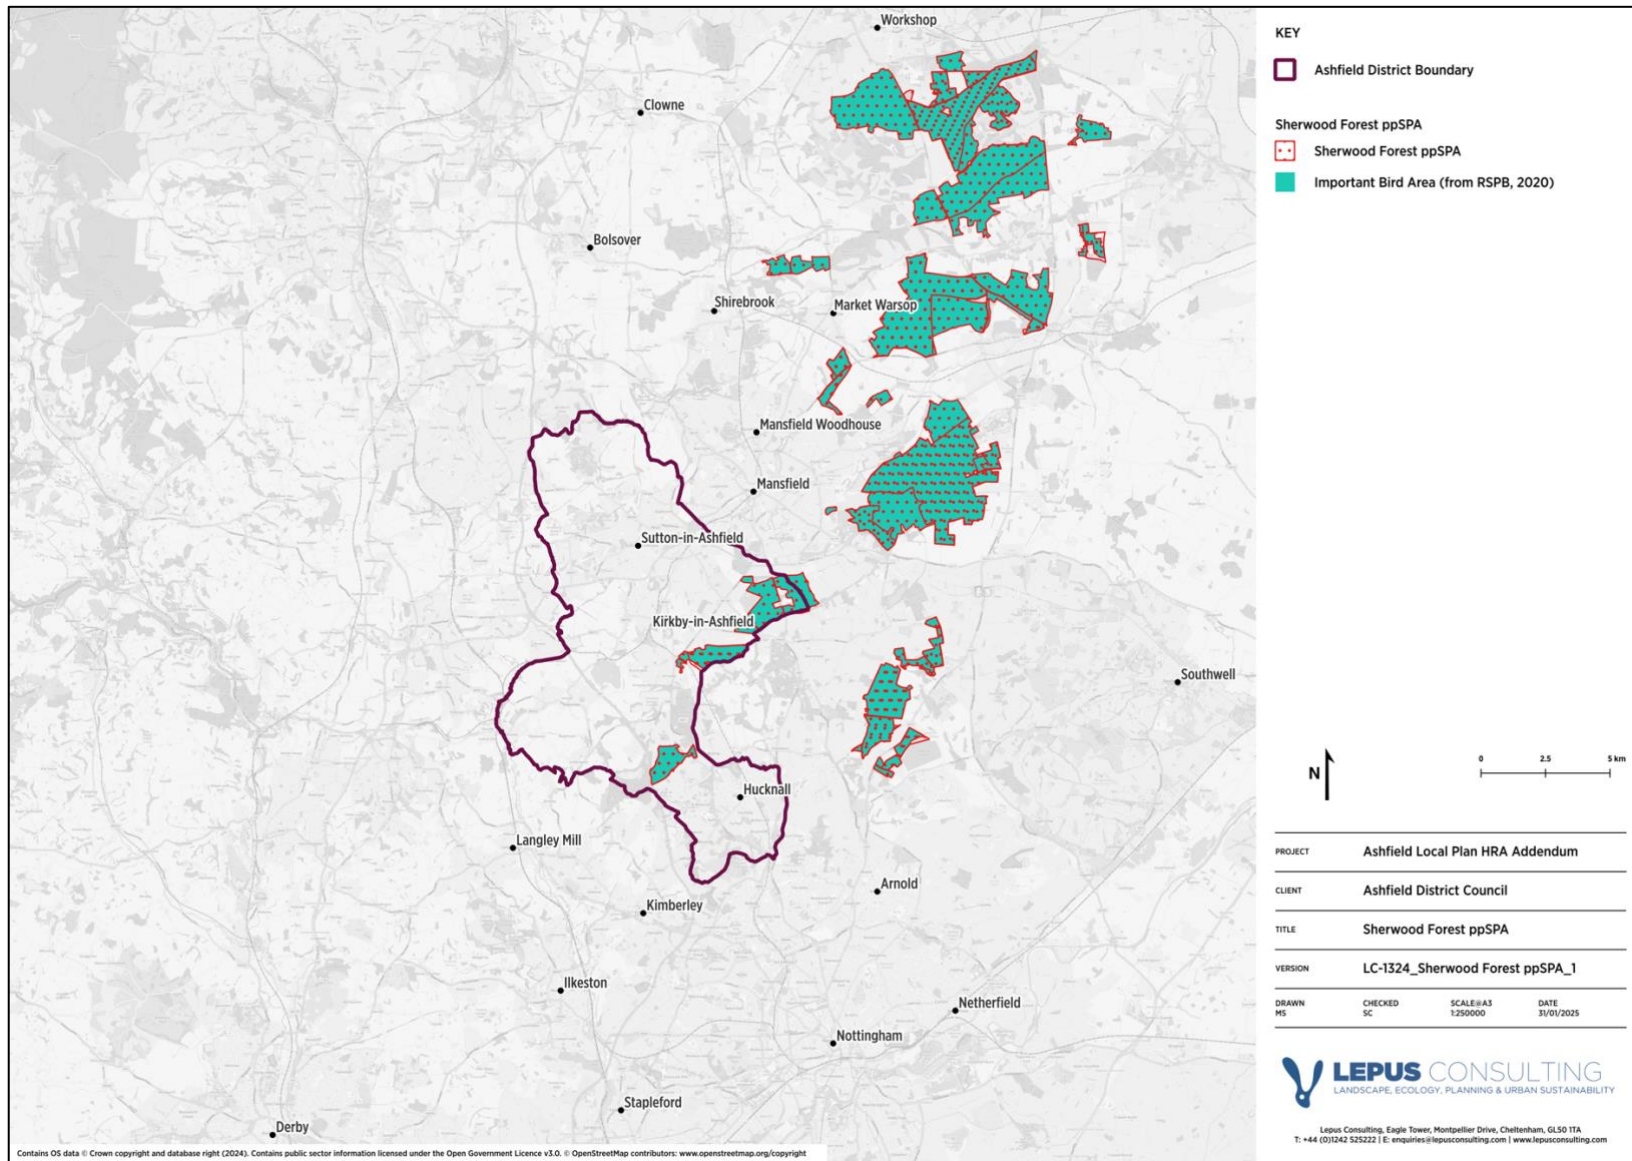 Workshop
Clowne
Bolsover
Shirebrook
Market Warsop
Mansfield Woodhouse
Mansfield
Sutton-in-Ashfield
Kirkby-in-Ashfield
Southwell
Hucknall
Langley Mill
Arnold
Kimberley
Ilkeston
Netherfield
Nottingham
Stapleford
Derby
Contains OS data © Crown copyright and database right (2024). Contains public sector information licensed under the Open Government Licence v3.0. © OpenStreetMap contributors: www.openstreetmap.org/copyright
KEY
Ashfield District Boundary
Sherwood Forest ppSPA
Sherwood Forest ppSPA
Important Bird Area (from RSPB, 2020)
N
0 2.5 5 km
PROJECT Ashfield Local Plan HRA Addendum
CLIENT Ashfield District Council
TITLE Sherwood Forest ppSPA
VERSION LC-1324_Sherwood Forest ppSPA_1
DRAWN CHECKED SCALE@A3 DATE
MS SC 1:250000 31/01/2025
LEPUS CONSULTING
LANDSCAPE, ECOLOGY, PLANNING & URBAN SUSTAINABILITY
Lepus Consulting, Eagle Tower, Montpellier Drive, Cheltenham, GL50 1TA
T: +44 (0)1242 525222 | E: enquiries@lepusconsulting.com | www.lepusconsulting.com